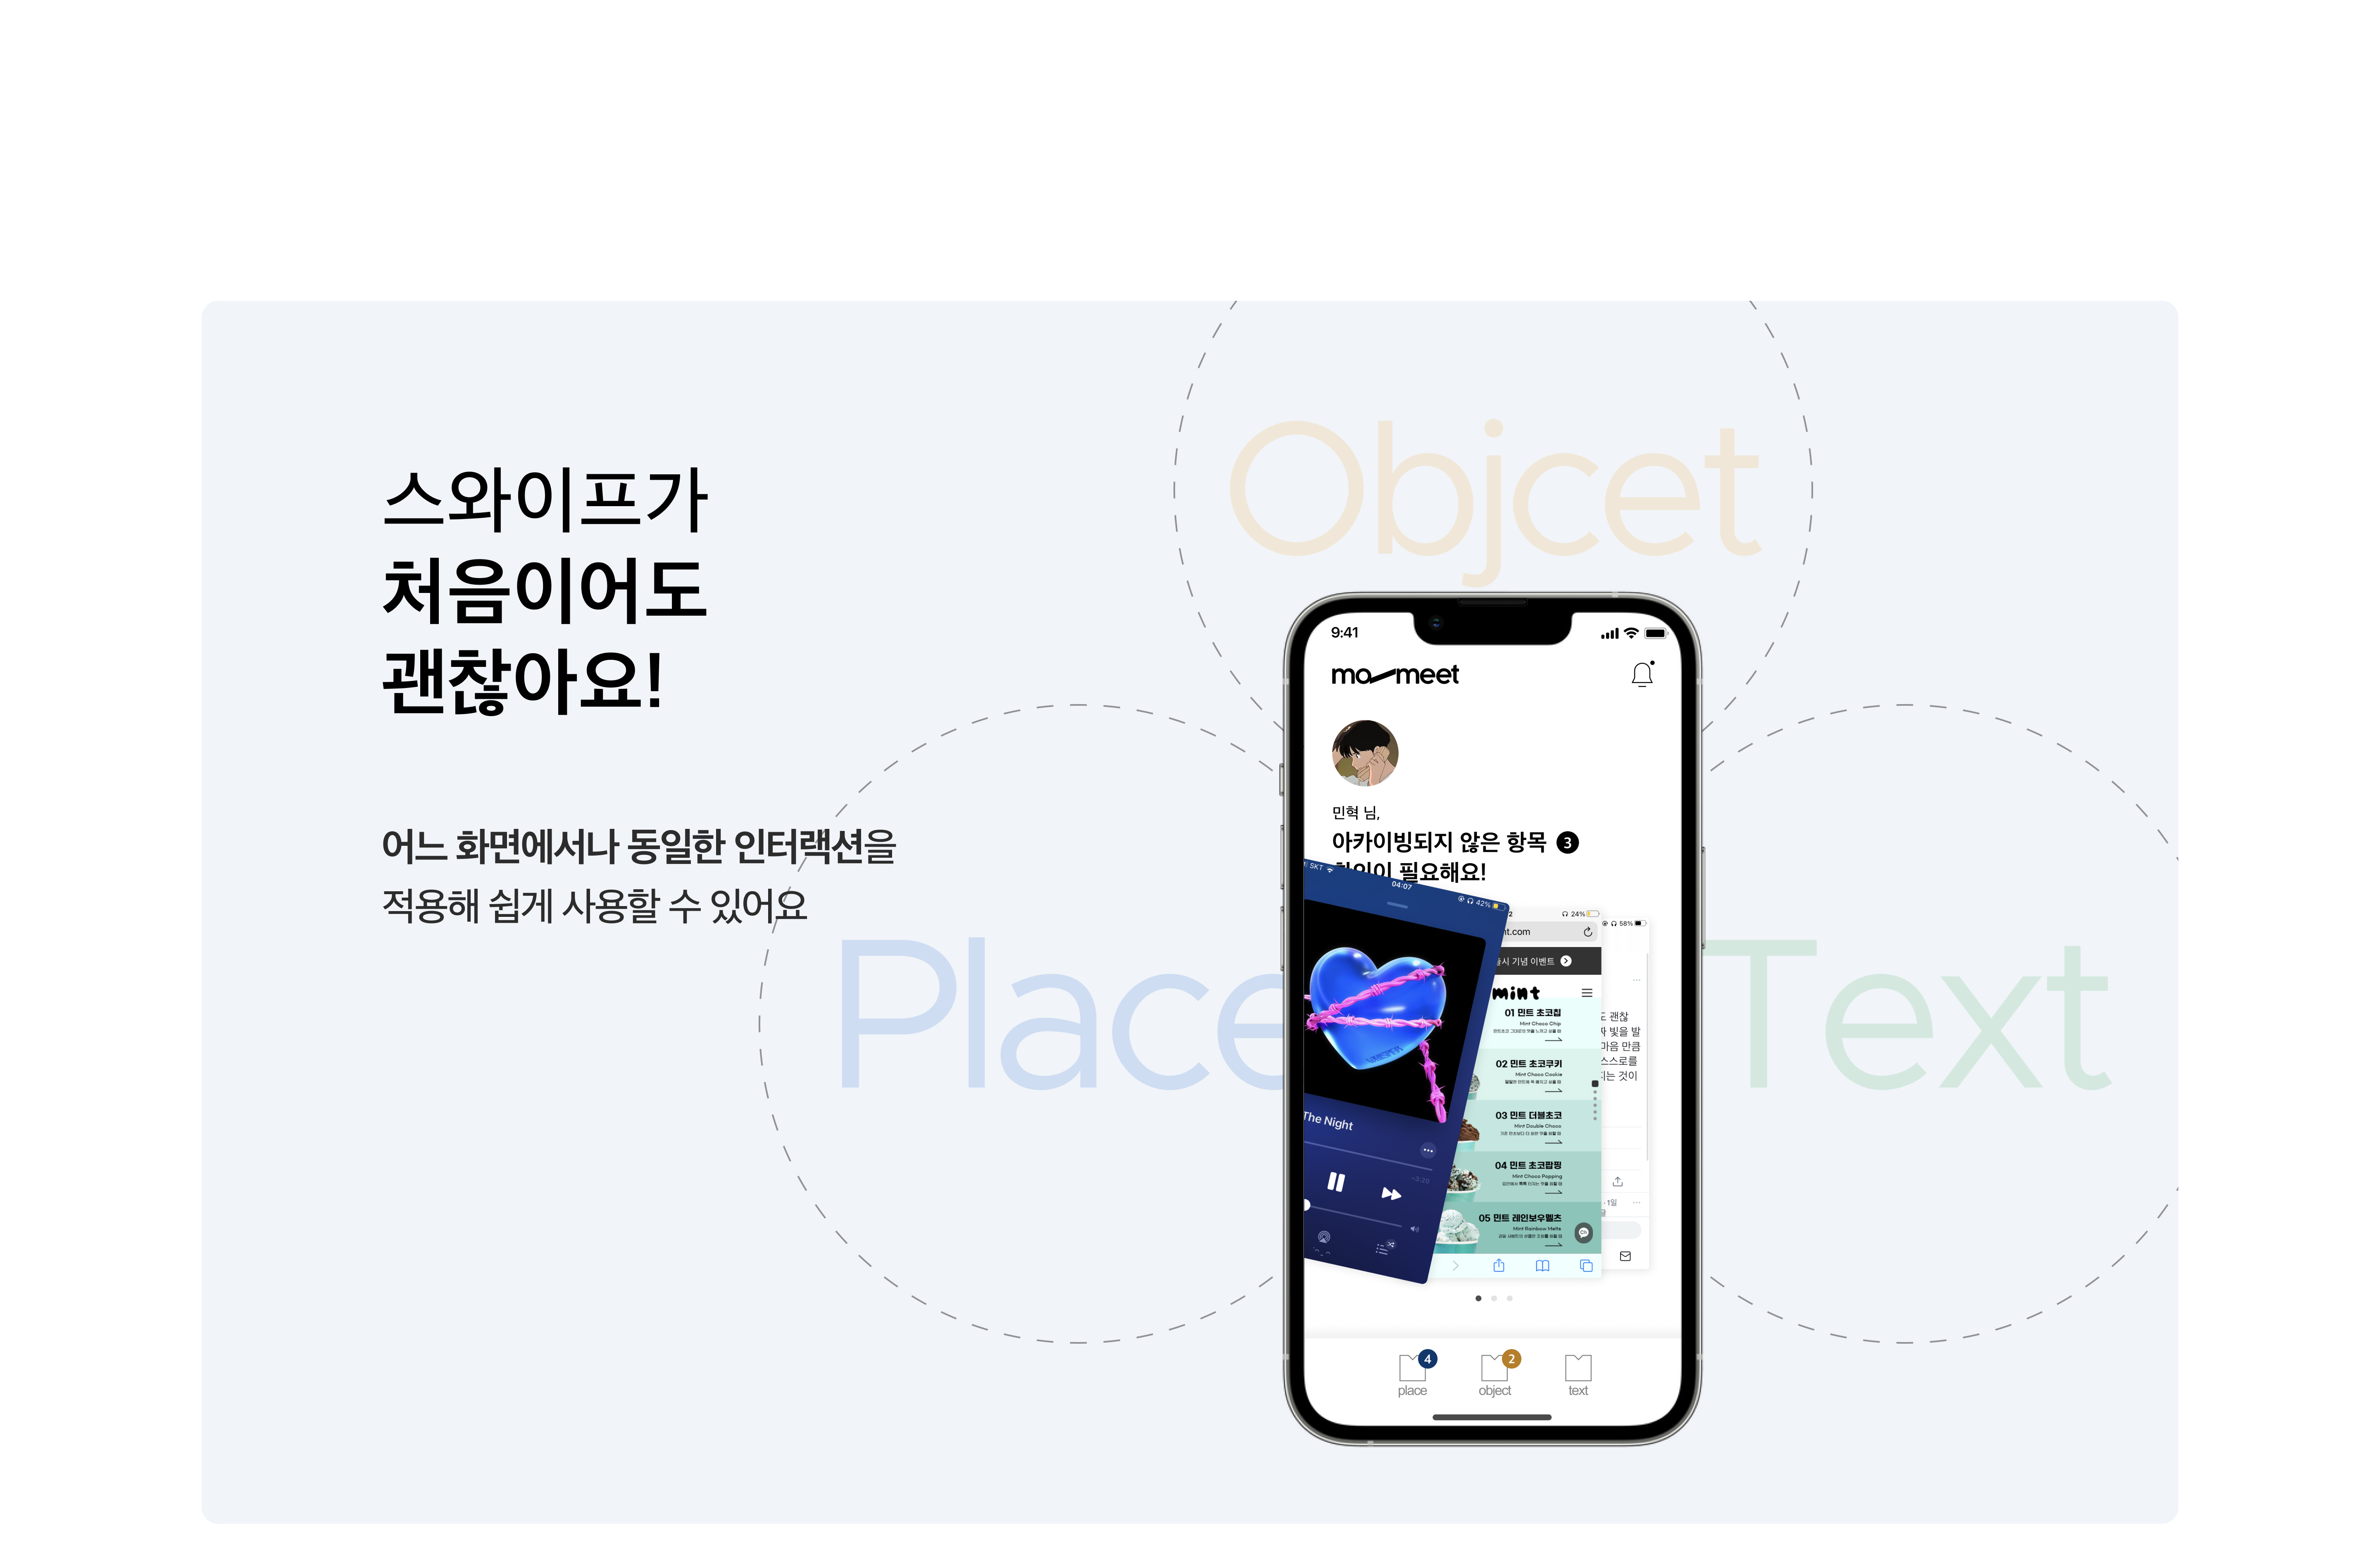 스와이프가
처음이어도
괜찮아요!
어느 화면에서나 동일한 인터랙션을
적용해 쉽게 사용할 수 있어요
Objcet
Place
Text
9:41
mo meet
민혁 님,
아카이빙되지 않은 항목 3
필요해요!
SKT
04:07
42%
The Night
-3:20
24%
nt.com
시 기념 이벤트
mint
01 민트 초코칩
Mint Choco Chip
02 민트 초코쿠키
Mint Choco Cookie
03 민트 더블초코
Mint Double Choco
04 민트 초코팝핑
Mint Choco Popping
05 민트 레인보우멜츠
Mint Rainbow Melts
58%
도 괜찮
빛을 발
마음 만큼
스스로를
지는 것이
· 1일
4
2
place
object
text